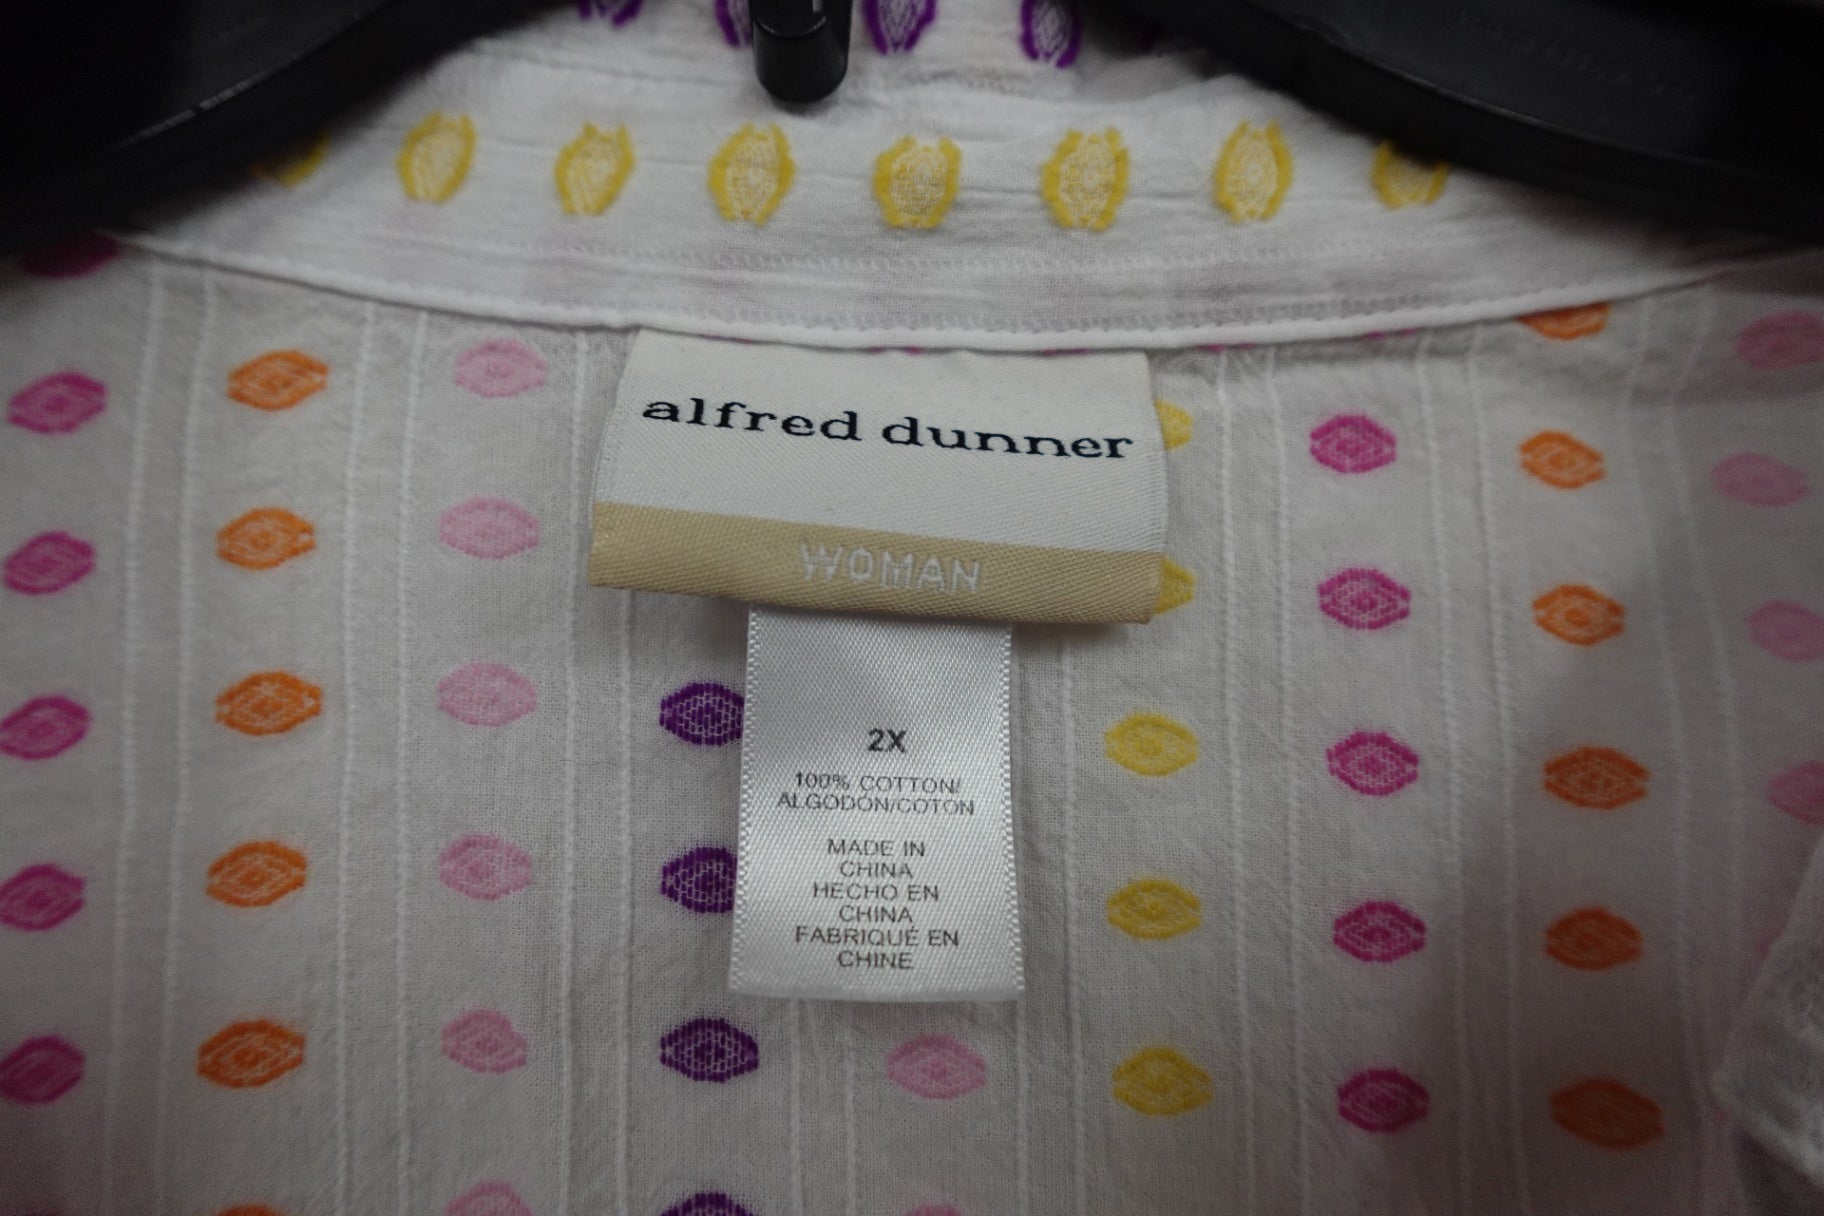 alfred dunner
WOMAN
2X
100% COTTON/
ALGODÓN/COTON
MADE IN
CHINA
HECHO EN
CHINA
FABRIQUÉ EN
CHINE